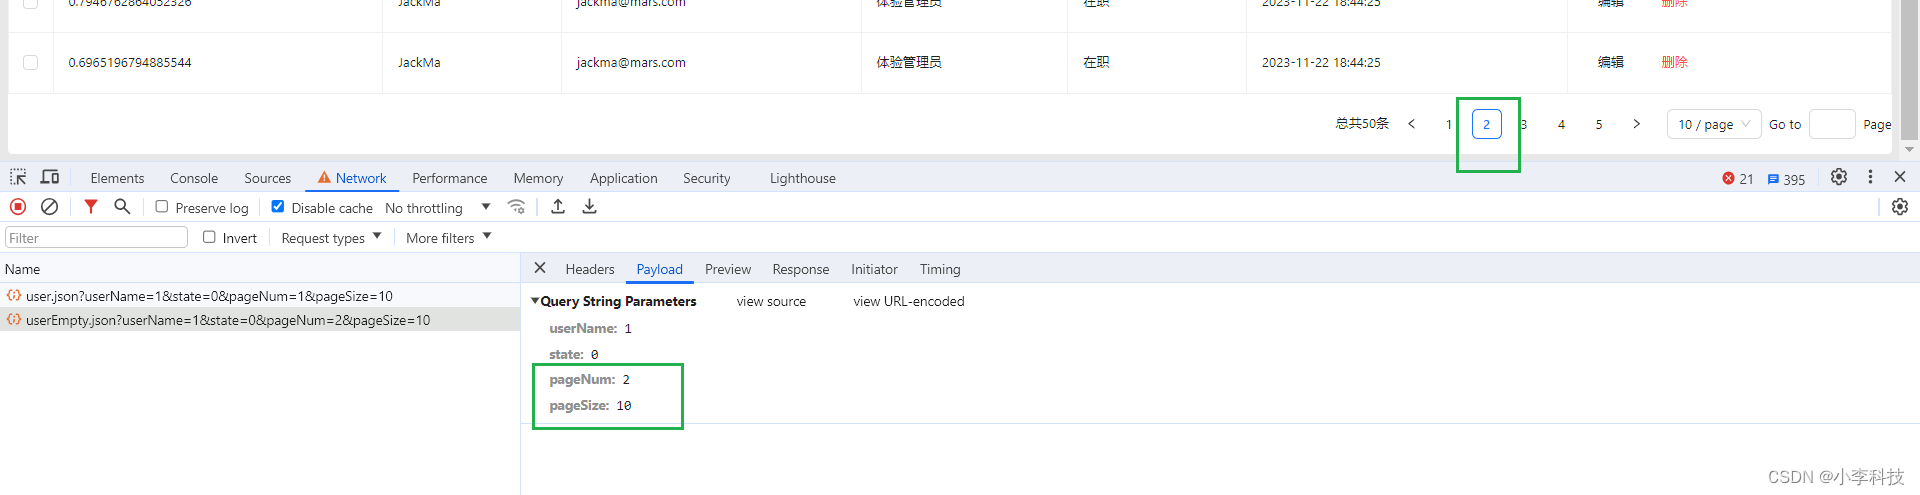 0.7946762864052326 JackMa jackma@mars.com 体验管理员 在职 2023-11-22 18:44:25 编辑 删除
0.6965196794885544 JackMa jackma@mars.com 体验管理员 在职 2023-11-22 18:44:25 编辑 删除
总共50条 < 1 2 3 4 5 > 10 / page Go to Page
Elements Console Sources Network Performance Memory Application Security Lighthouse 21 395
Preserve log Disable cache No throttling
Filter Invert Request types More filters
Name Headers Payload Preview Response Initiator Timing
user.json?userName=1&state=0&pageNum=1&pageSize=10
userEmpty.json?userName=1&state=0&pageNum=2&pageSize=10
Query String Parameters view source view URL-encoded
userName: 1
state: 0
pageNum: 2
pageSize: 10
CSDN @小李科技